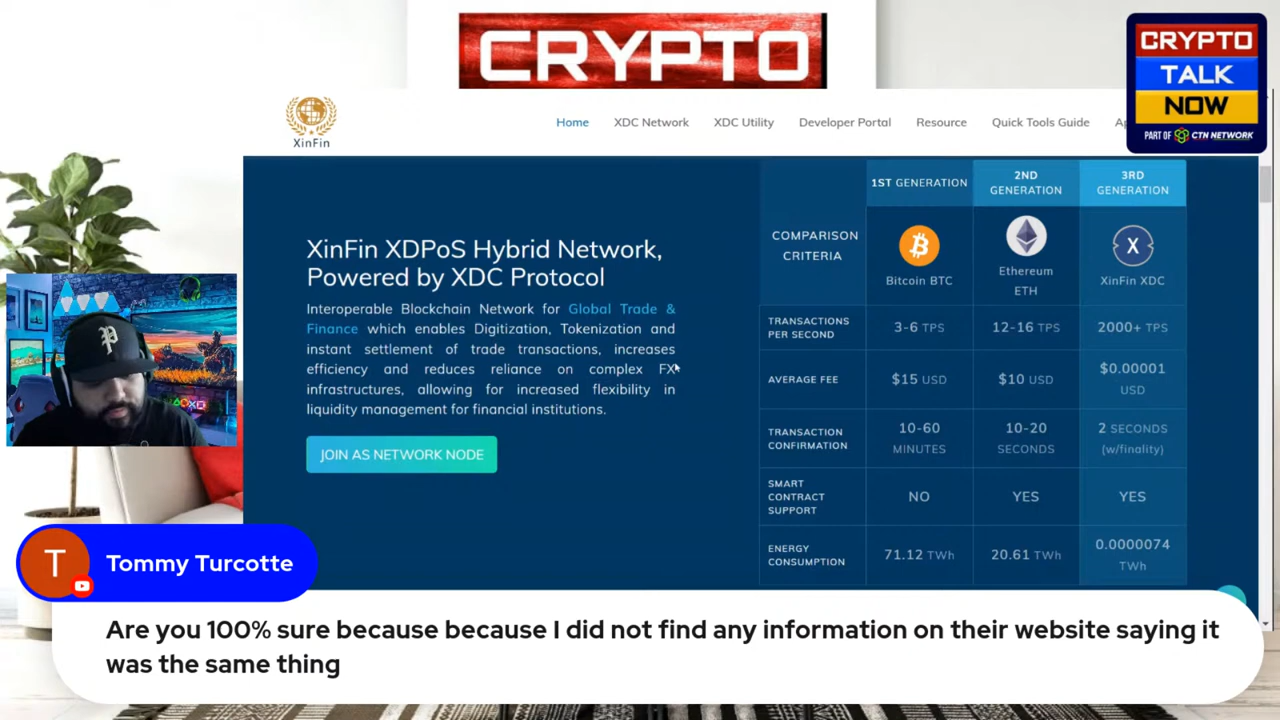 CRYPTO
CRYPTO
TALK
NOW
PART OF CTN NETWORK
XinFin
Home XDC Network XDC Utility Developer Portal Resource Quick Tools Guide
XinFin XDPoS Hybrid Network,
Powered by XDC Protocol
Interoperable Blockchain Network for Global Trade &
Finance which enables Digitization, Tokenization and
instant settlement of trade transactions, increases
efficiency and reduces reliance on complex FX
infrastructures, allowing for increased flexibility in
liquidity management for financial institutions.
JOIN AS NETWORK NODE
1ST GENERATION
2ND
GENERATION
3RD
GENERATION
COMPARISON
CRITERIA
Bitcoin BTC
Ethereum
ETH
X
XinFin XDC
TRANSACTIONS
PER SECOND
3-6 TPS
12-16 TPS
2000+ TPS
AVERAGE FEE
$15 USD
$10 USD
$0.00001
USD
TRANSACTION
CONFIRMATION
10-60
MINUTES
10-20
SECONDS
2 SECONDS
(w/finality)
SMART
CONTRACT
SUPPORT
NO
YES
YES
ENERGY
CONSUMPTION
71.12 TWh
20.61 TWh
0.0000074
TWh
P
T
Tommy Turcotte
Are you 100% sure because because I did not find any information on their website saying it
was the same thing